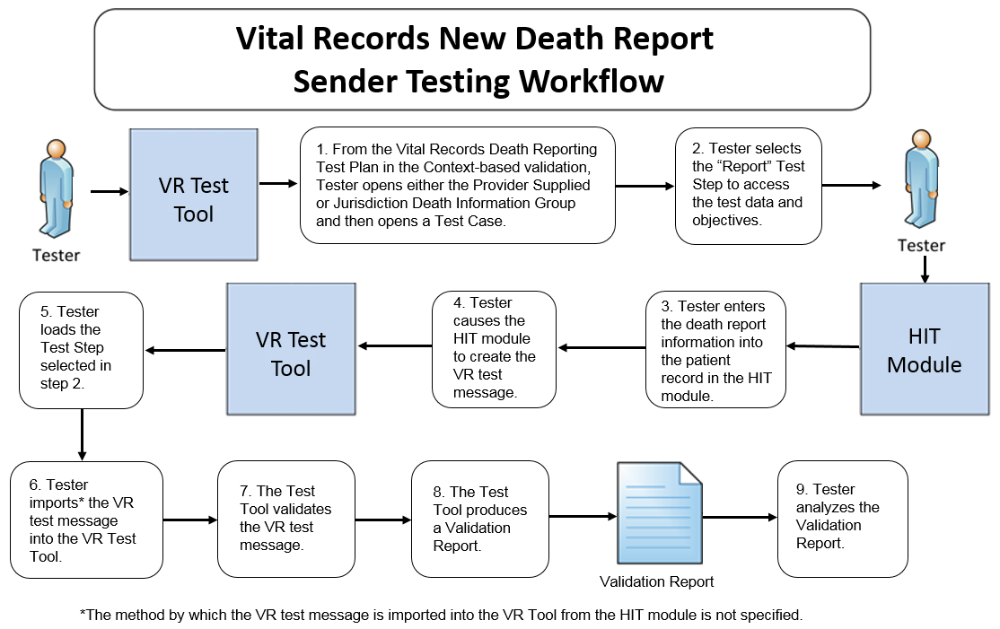 Vital Records New Death Report
Sender Testing Workflow
Tester
VR Test
Tool
1. From the Vital Records Death Reporting
Test Plan in the Context-based validation,
Tester opens either the Provider Supplied
or Jurisdiction Death Information Group
and then opens a Test Case.
2. Tester selects
the “Report” Test
Step to access
the test data and
objectives.
Tester
HIT
Module
3. Tester enters
the death report
information into
the patient
record in the HIT
module.
4. Tester
causes the
HIT module
to create the
VR test
message.
VR Test
Tool
5. Tester
loads the
Test Step
selected in
step 2.
6. Tester
imports* the VR
test message
into the VR Test
Tool.
7. The Test
Tool validates
the VR test
message.
8. The Test
Tool produces
a Validation
Report.
Validation Report
9. Tester
analyzes the
Validation
Report.
*The method by which the VR test message is imported into the VR Tool from the HIT module is not specified.